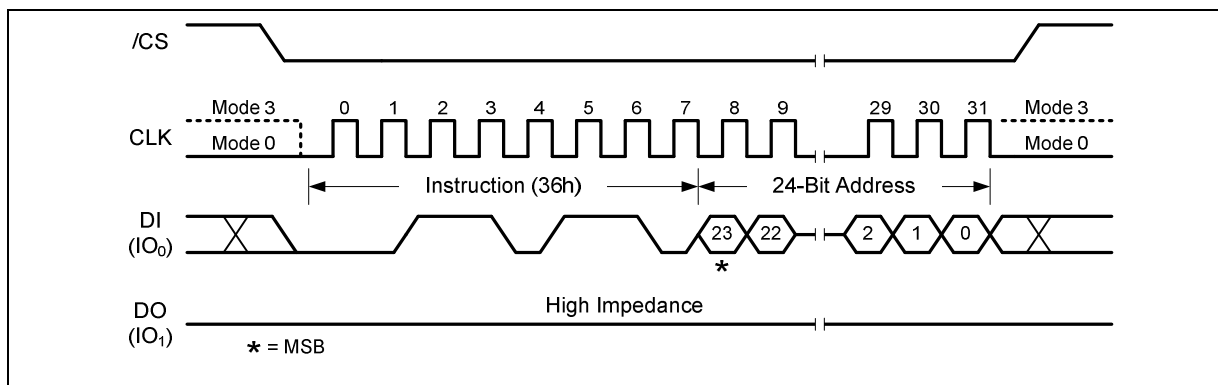 /CS
Mode 3 0 1 2 3 4 5 6 7 8 9 29 30 31 Mode 3
CLK
Mode 0 Mode 0
Instruction (36h) 24-Bit Address
DI
(IO₀)
23 22 2 1 0
*
High Impedance
DO
(IO₁)
* = MSB